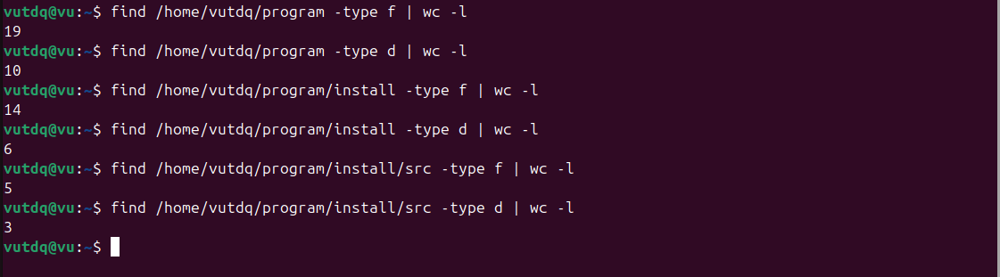 vutdq@vu:~$ find /home/vutdq/program -type f | wc -l
19
vutdq@vu:~$ find /home/vutdq/program -type d | wc -l
10
vutdq@vu:~$ find /home/vutdq/program/install -type f | wc -l
14
vutdq@vu:~$ find /home/vutdq/program/install -type d | wc -l
6
vutdq@vu:~$ find /home/vutdq/program/install/src -type f | wc -l
5
vutdq@vu:~$ find /home/vutdq/program/install/src -type d | wc -l
3
vutdq@vu:~$